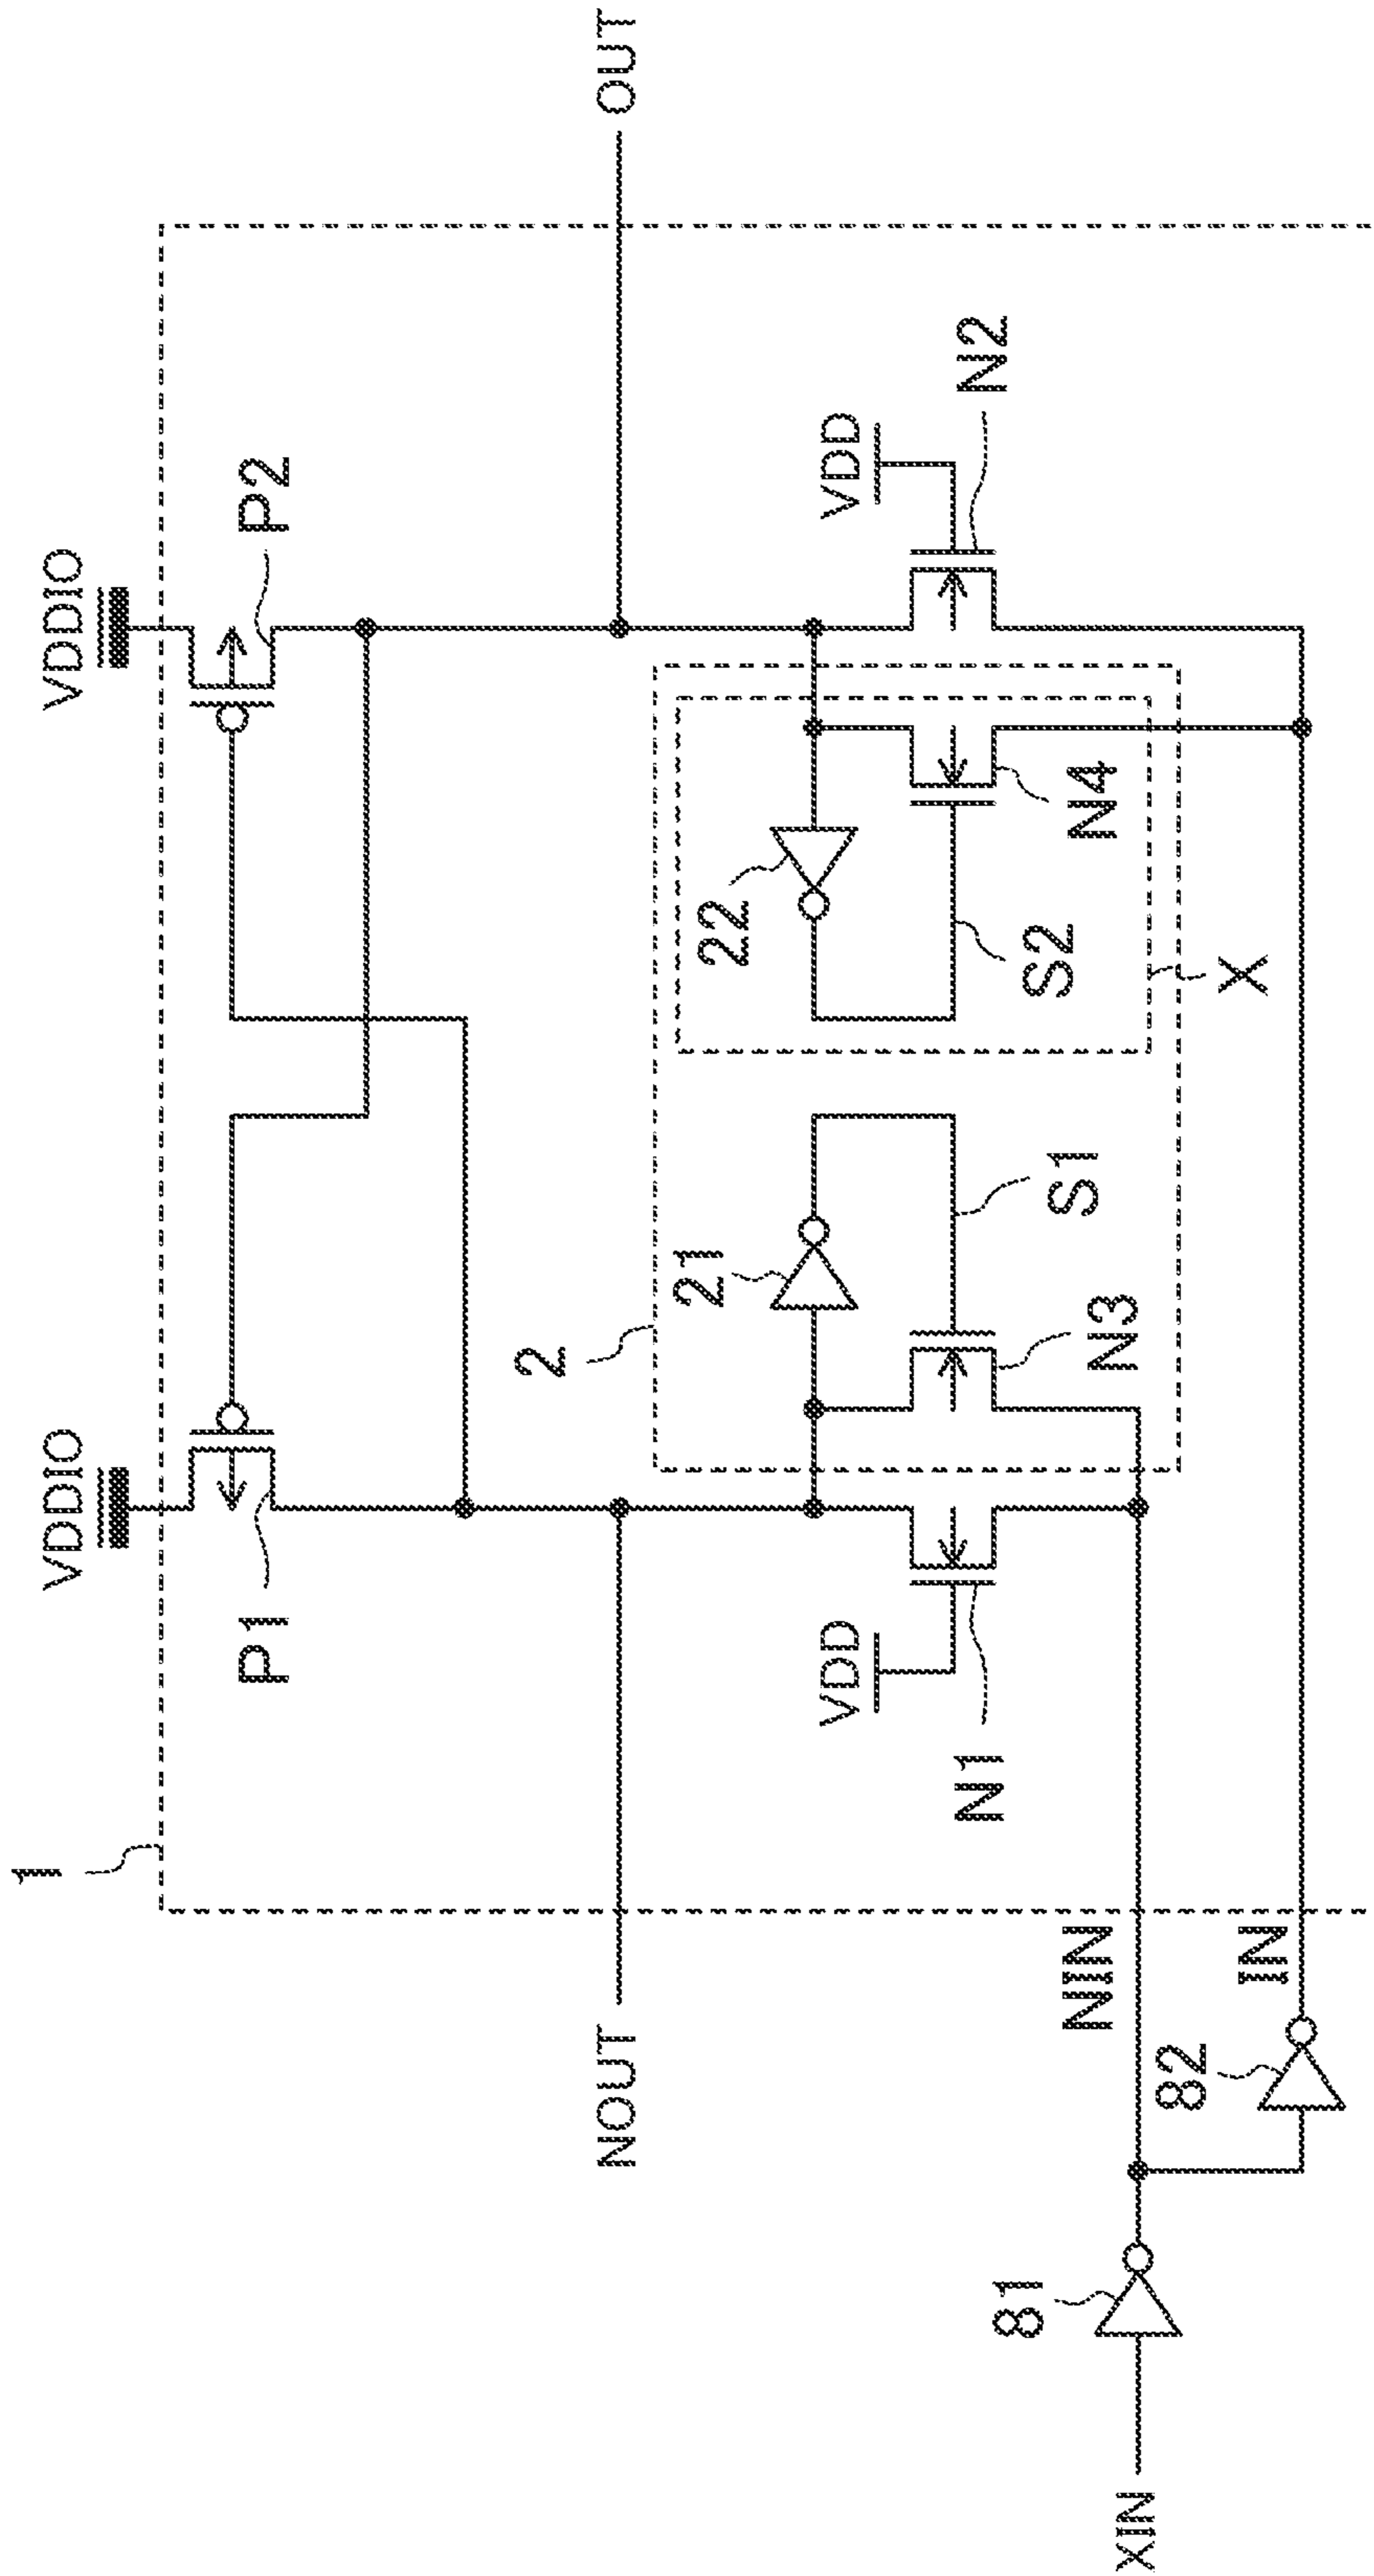 1
VDDIO
VDDIO
P1
P2
NOUT
OUT
2
21
22
VDD
VDD
N1
N3
S1
S2
N4
N2
X
XIN
81
NIN
82
IN